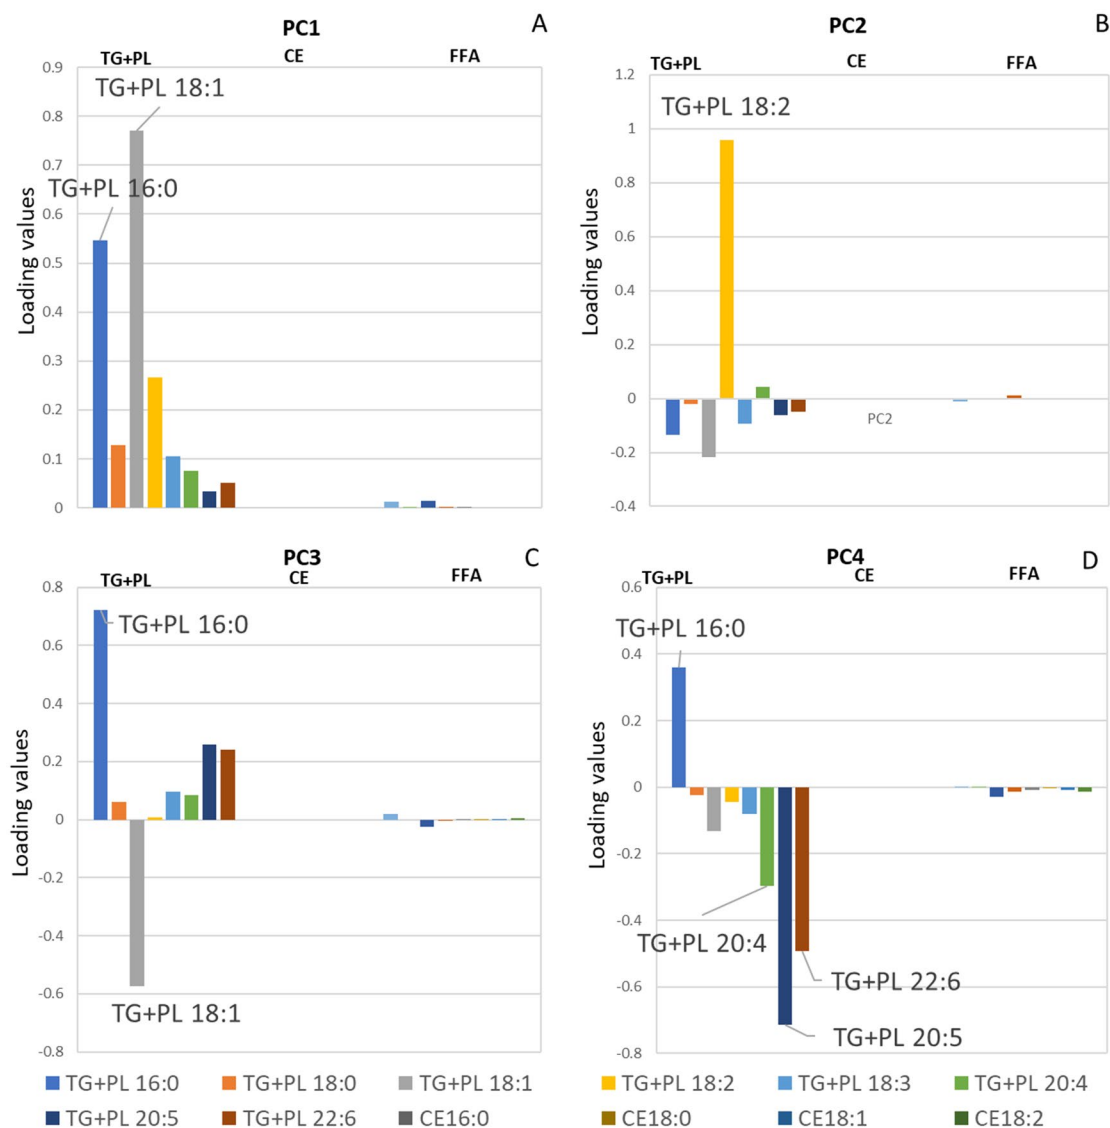 PC1
A
TG+PL
CE
FFA
TG+PL 18:1
TG+PL 16:0
Loading values
0.9
0.8
0.7
0.6
0.5
0.4
0.3
0.2
0.1
0
PC2
B
TG+PL
CE
FFA
TG+PL 18:2
Loading values
1.2
1
0.8
0.6
0.4
0.2
0
-0.2
-0.4
PC2
PC3
C
TG+PL
CE
FFA
TG+PL 16:0
TG+PL 18:1
Loading values
0.8
0.6
0.4
0.2
0
-0.2
-0.4
-0.6
-0.8
PC4
D
TG+PL
CE
FFA
TG+PL 16:0
TG+PL 20:4
TG+PL 22:6
TG+PL 20:5
Loading values
0.6
0.4
0.2
0
-0.2
-0.4
-0.6
-0.8
TG+PL 16:0 TG+PL 18:0 TG+PL 18:1 TG+PL 18:2 TG+PL 18:3 TG+PL 20:4
TG+PL 20:5 TG+PL 22:6 CE16:0 CE18:0 CE18:1 CE18:2